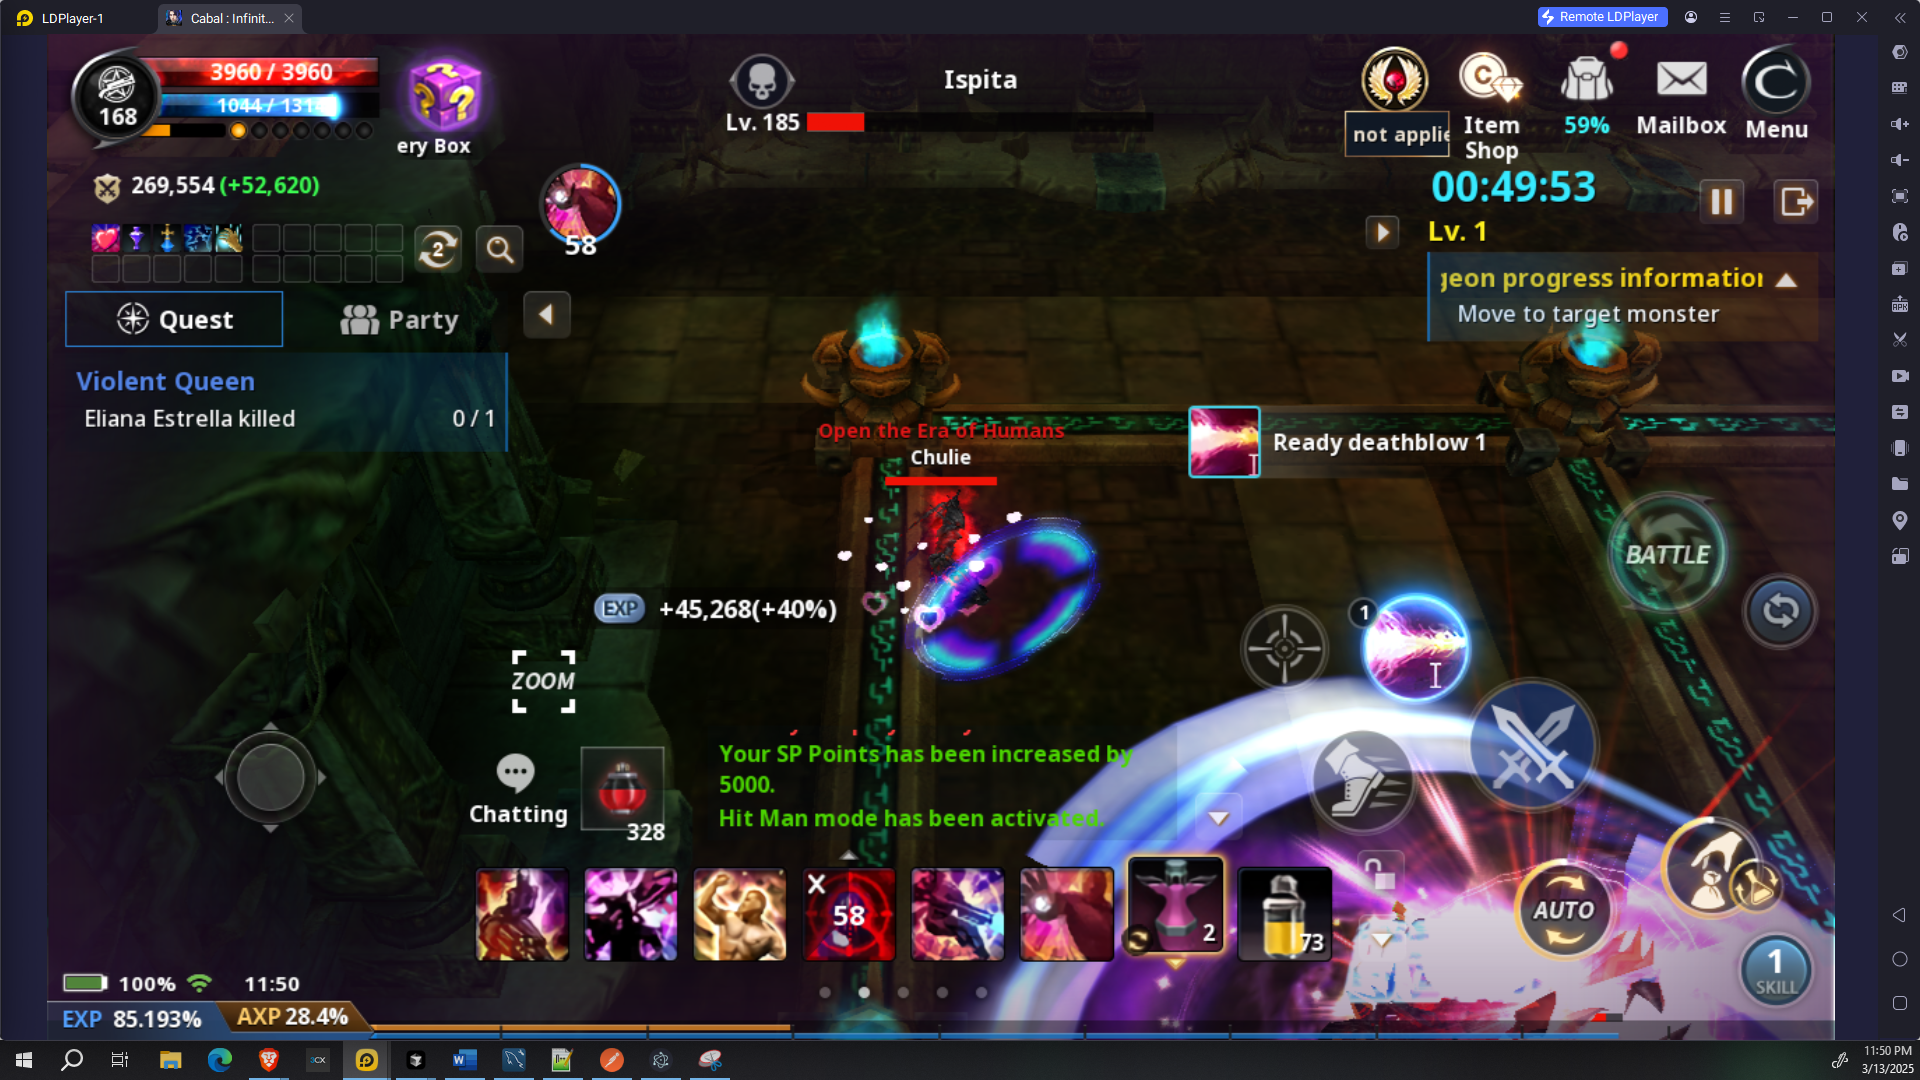 LDPlayer-1
Cabal : Infinit...
Remote LDPlayer
3960 / 3960
168
ery Box
269,554 (+52,620)
2
58
Quest
Party
Violent Queen
Eliana Estrella killed 0 / 1
Ispita
Lv. 185
not applie
Item
Shop
59%
Mailbox
Menu
00:49:53
Lv. 1
geon progress information
Move to target monster
Open the Era of Humans
Chulie
Ready deathblow 1
I
BATTLE
EXP +45,268(+40%)
1
I
ZOOM
Chatting
328
Your SP Points has been increased by
5000.
Hit Man mode has been activated.
X
58
2
73
AUTO
1
SKILL
100% 11:50
EXP 85.193% AXP 28.4%
3CX
11:50 PM
3/13/2025